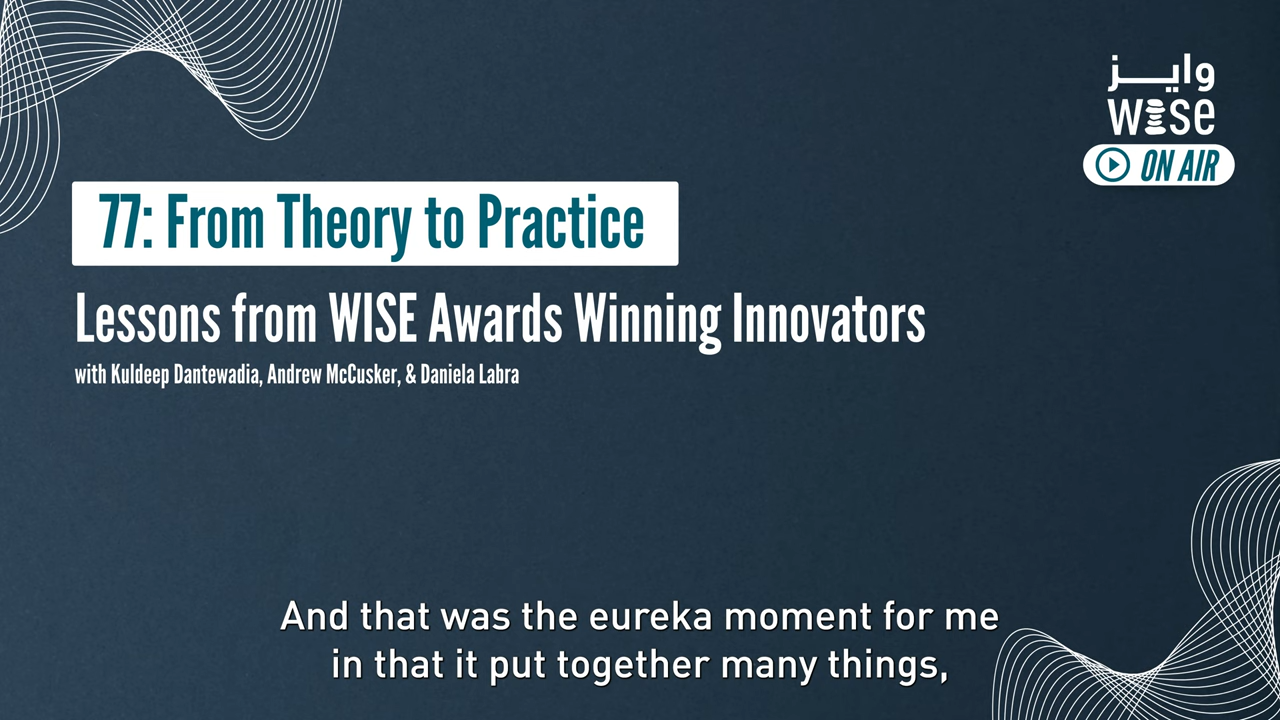 وايــز
wise
ON AIR
77: From Theory to Practice
Lessons from WISE Awards Winning Innovators
with Kuldeep Dantewadia, Andrew McCusker, & Daniela Labra
And that was the eureka moment for me
in that it put together many things,